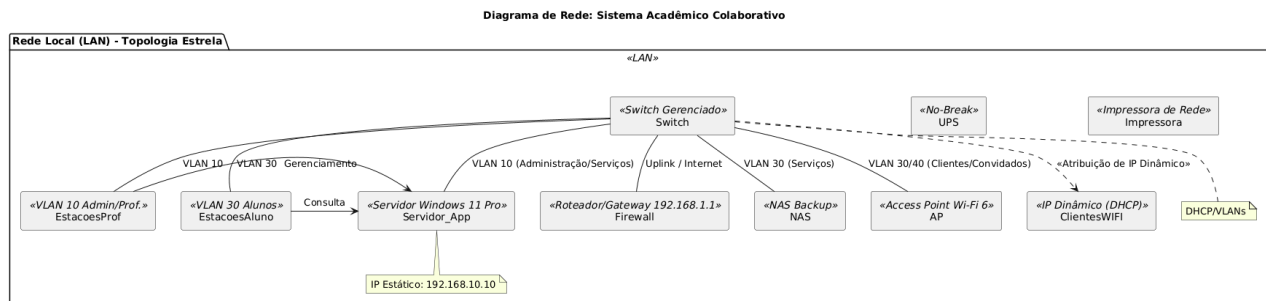 Diagrama de Rede: Sistema Acadêmico Colaborativo
Rede Local (LAN) - Topologia Estrela
«LAN»
«Switch Gerenciado»
Switch
«No-Break»
UPS
«Impressora de Rede»
Impressora
VLAN 10
VLAN 30
Gerenciamento
VLAN 10 (Administração/Serviços)
Uplink / Internet
VLAN 30 (Serviços)
VLAN 30/40 (Clientes/Convidados)
«Atribuição de IP Dinâmico»
«VLAN 10 Admin/Prof.»
EstacoesProf
«VLAN 30 Alunos»
EstacoesAluno
Consulta
«Servidor Windows 11 Pro»
Servidor_App
«Roteador/Gateway 192.168.1.1»
Firewall
«NAS Backup»
NAS
«Access Point Wi-Fi 6»
AP
«IP Dinâmico (DHCP)»
ClientesWIFI
DHCP/VLANs
IP Estático: 192.168.10.10